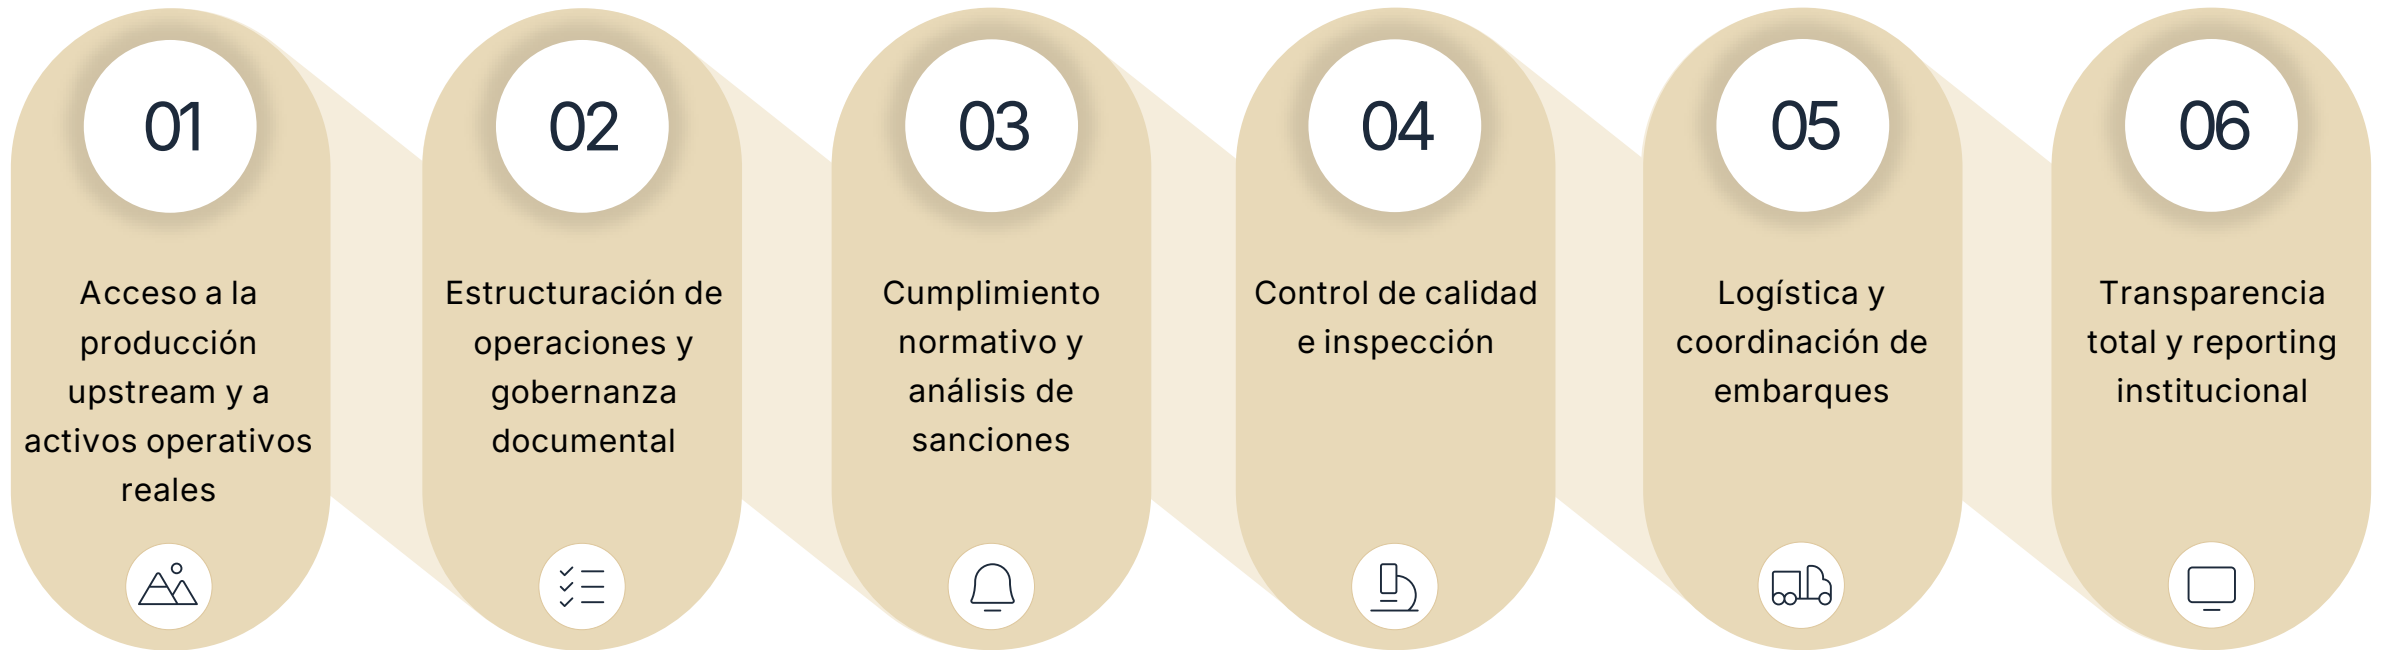 01
Acceso a la
producción
upstream y a
activos operativos
reales
02
Estructuración de
operaciones y
gobernanza
documental
03
Cumplimiento
normativo y
análisis de
sanciones
04
Control de calidad
e inspección
05
Logística y
coordinación de
embarques
06
Transparencia
total y reporting
institucional